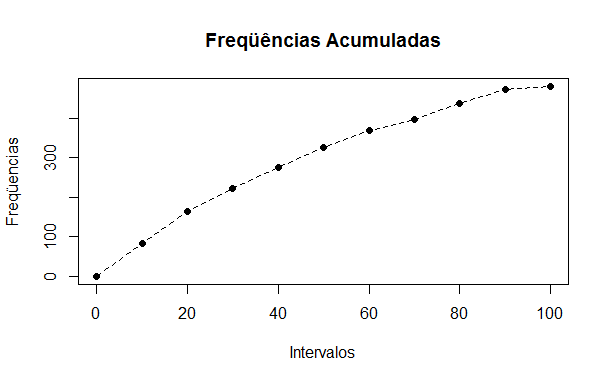 Freqüências Acumuladas
Freqüencias
300
100
0
0 20 40 60 80 100
Intervalos